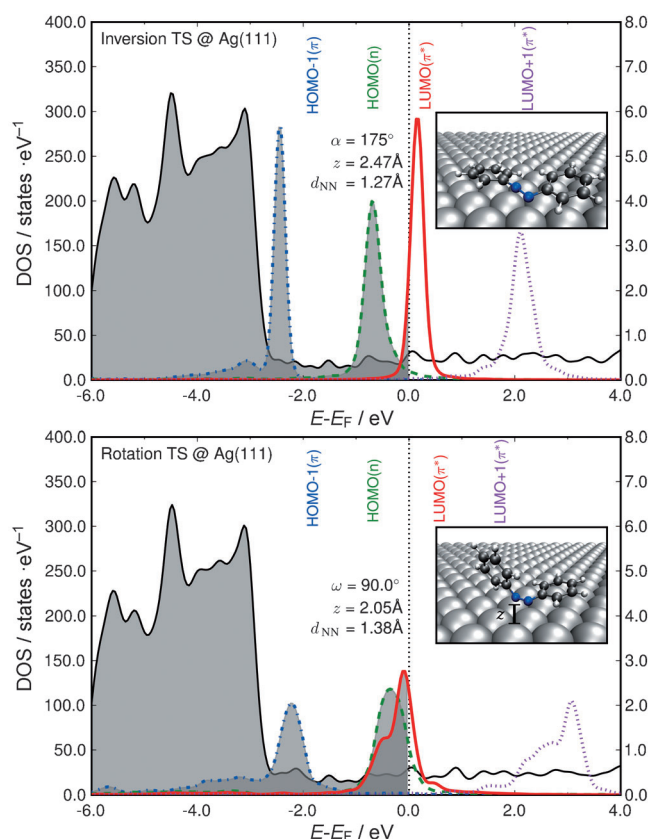 Inversion TS @ Ag(111)
HOMO-1(π)
HOMO(n)
LUMO(π*)
LUMO+1(π*)
α = 175°
z = 2.47Å
d_NN = 1.27Å
DOS / states ·eV⁻¹
400.0
350.0
300.0
250.0
200.0
150.0
100.0
50.0
0.0
8.0
7.0
6.0
5.0
4.0
3.0
2.0
1.0
0.0
-6.0
-4.0
-2.0
0.0
2.0
4.0
E-E_F / eV
Rotation TS @ Ag(111)
HOMO-1(π)
HOMO(n)
LUMO(π*)
LUMO+1(π*)
ω = 90.0°
z = 2.05Å
d_NN = 1.38Å
z
DOS / states ·eV⁻¹
400.0
350.0
300.0
250.0
200.0
150.0
100.0
50.0
0.0
8.0
7.0
6.0
5.0
4.0
3.0
2.0
1.0
0.0
-6.0
-4.0
-2.0
0.0
2.0
4.0
E-E_F / eV